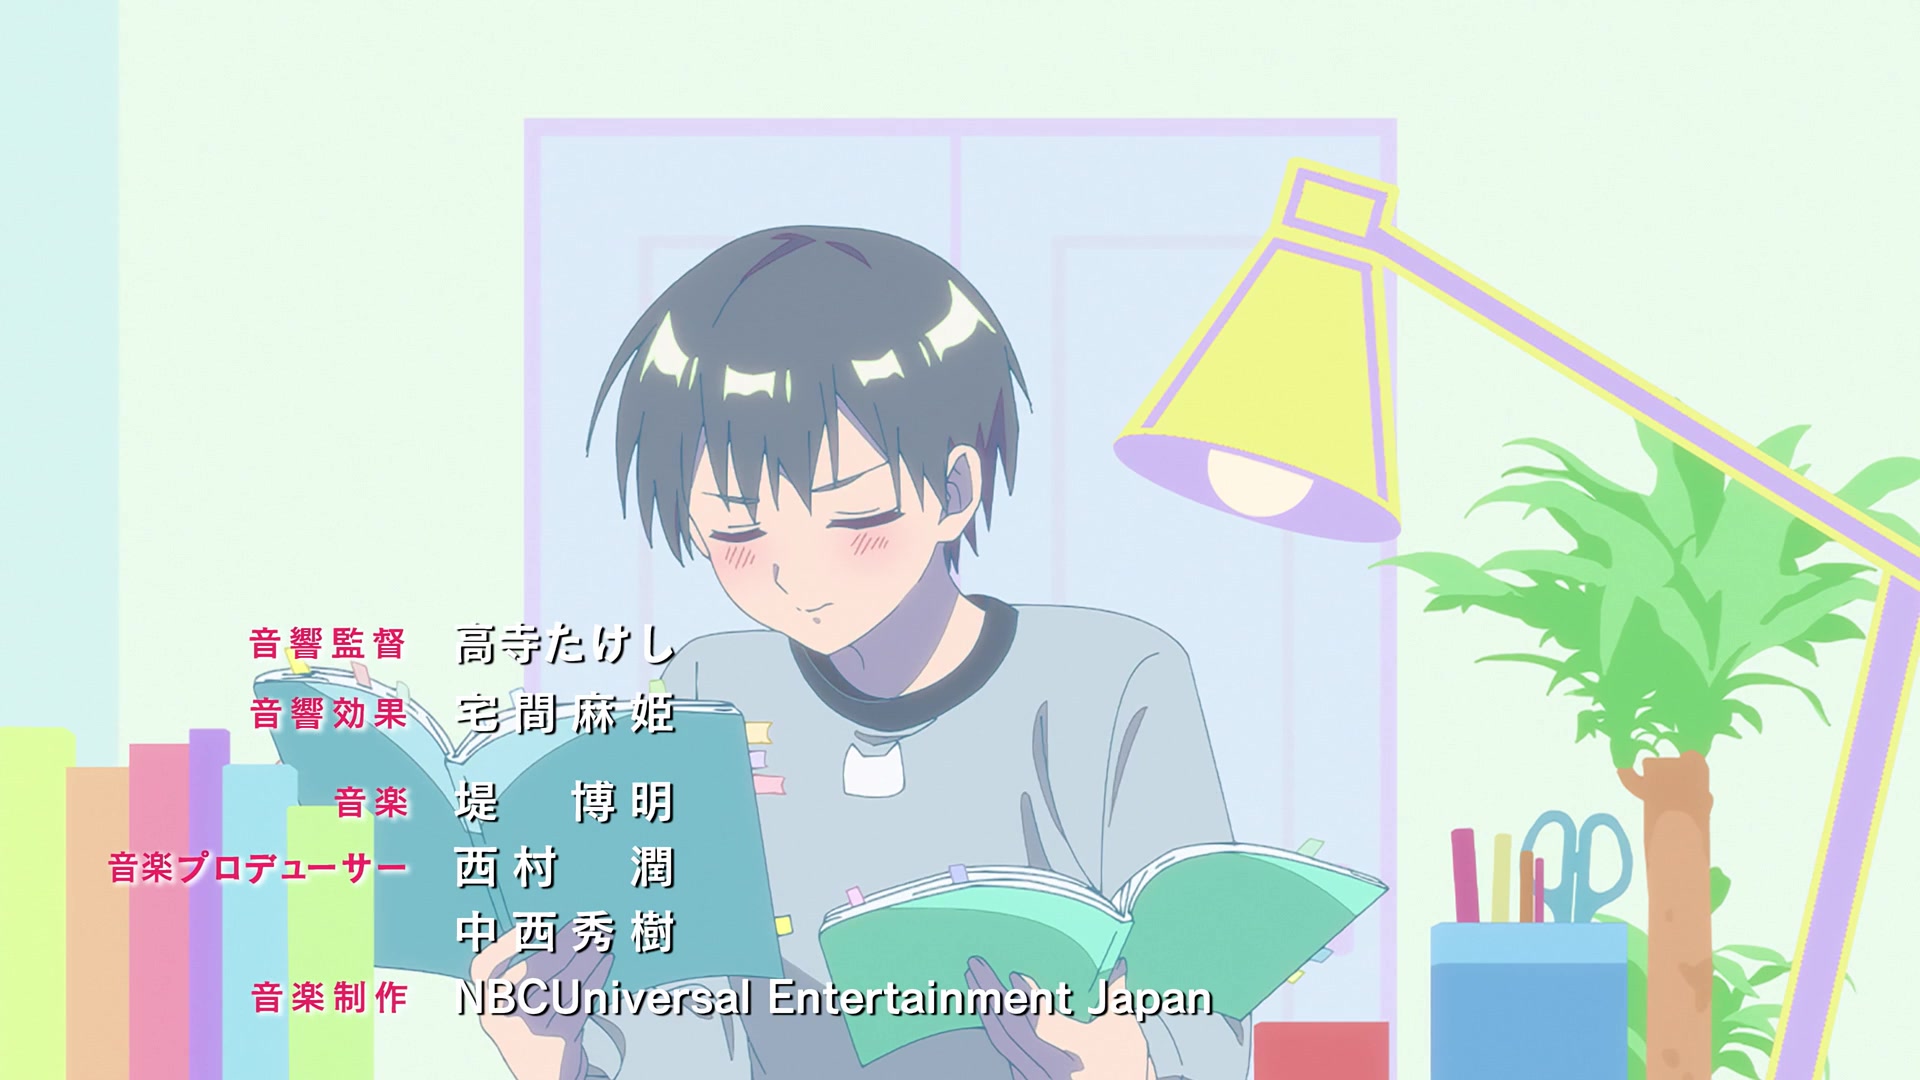 音響監督 高寺たけし
音響効果 宅間麻姫
音楽 堤 博明
音楽プロデューサー 西村 潤
中西秀樹
音楽制作 NBCUniversal Entertainment Japan